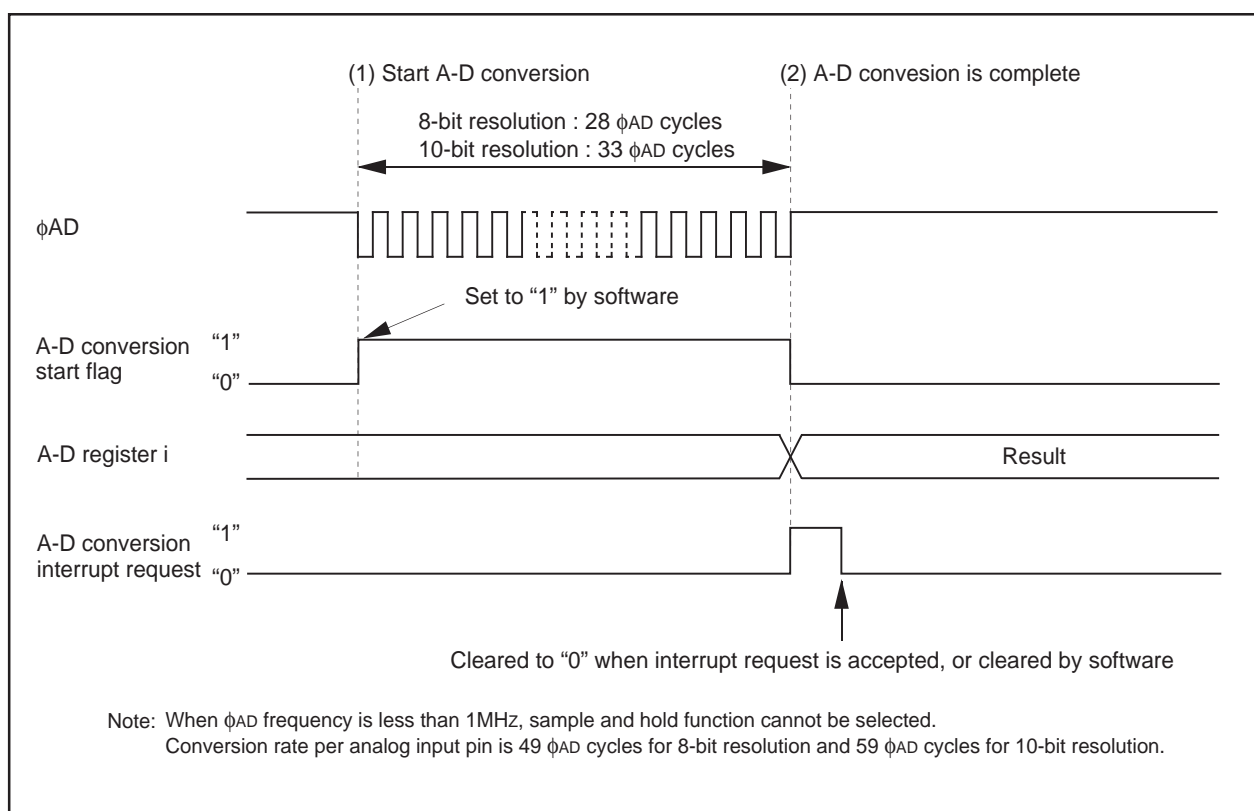 (1) Start A-D conversion
(2) A-D convesion is complete
8-bit resolution : 28 ϕAD cycles
10-bit resolution : 33 ϕAD cycles
ϕAD
Set to “1” by software
A-D conversion
start flag
“1”
“0”
A-D register i
Result
A-D conversion
interrupt request
“1”
“0”
Cleared to “0” when interrupt request is accepted, or cleared by software
Note: When ϕAD frequency is less than 1MHz, sample and hold function cannot be selected.
Conversion rate per analog input pin is 49 ϕAD cycles for 8-bit resolution and 59 ϕAD cycles for 10-bit resolution.